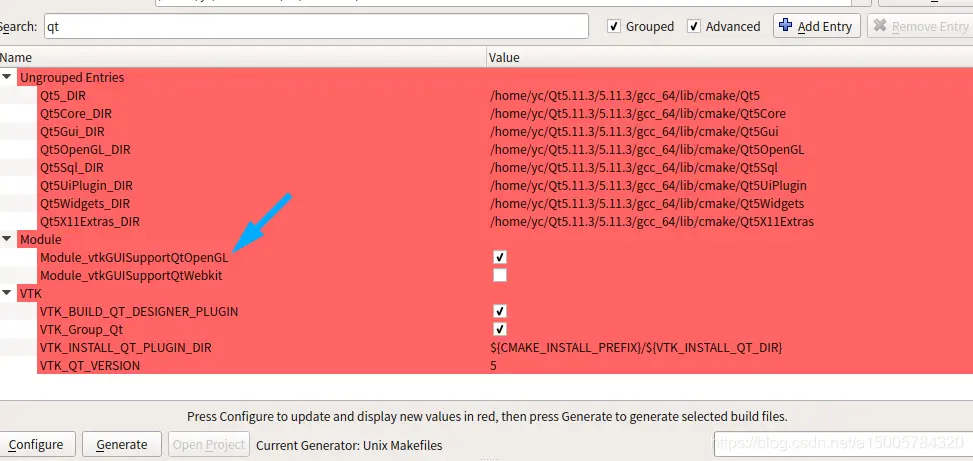 Search: qt Grouped Advanced Add Entry Remove Entry
Name Value
Ungrouped Entries
Qt5_DIR /home/yc/Qt5.11.3/5.11.3/gcc_64/lib/cmake/Qt5
Qt5Core_DIR /home/yc/Qt5.11.3/5.11.3/gcc_64/lib/cmake/Qt5Core
Qt5Gui_DIR /home/yc/Qt5.11.3/5.11.3/gcc_64/lib/cmake/Qt5Gui
Qt5OpenGL_DIR /home/yc/Qt5.11.3/5.11.3/gcc_64/lib/cmake/Qt5OpenGL
Qt5Sql_DIR /home/yc/Qt5.11.3/5.11.3/gcc_64/lib/cmake/Qt5Sql
Qt5UiPlugin_DIR /home/yc/Qt5.11.3/5.11.3/gcc_64/lib/cmake/Qt5UiPlugin
Qt5Widgets_DIR /home/yc/Qt5.11.3/5.11.3/gcc_64/lib/cmake/Qt5Widgets
Qt5X11Extras_DIR /home/yc/Qt5.11.3/5.11.3/gcc_64/lib/cmake/Qt5X11Extras
Module
Module_vtkGUISupportQtOpenGL
Module_vtkGUISupportQtWebkit
VTK
VTK_BUILD_QT_DESIGNER_PLUGIN
VTK_Group_Qt
VTK_INSTALL_QT_PLUGIN_DIR ${CMAKE_INSTALL_PREFIX}/${VTK_INSTALL_QT_DIR}
VTK_QT_VERSION 5
Press Configure to update and display new values in red, then press Generate to generate selected build files.
Configure Generate Open Project Current Generator: Unix Makefiles
https://blog.csdn.net/a15005784320